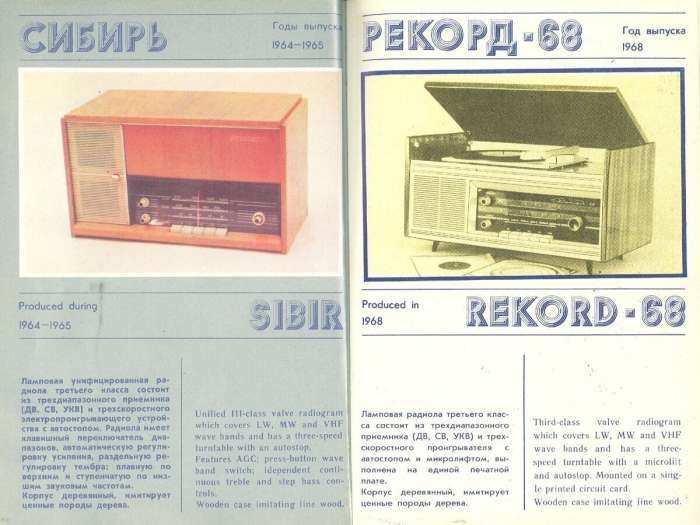 СИБИРЬ
Годы выпуска
1964—1965
Produced during
1964—1965
SIBIR
Ламповая унифицированная ра-
диола третьего класса состоит
из трехдиапазонного приемника
(ДВ, СВ, УКВ) и трехскоростного
электропроигрывающего устрой-
ства с автостопом. Радиола имеет
клавишный переключатель диа-
пазонов, автоматическую регули-
ровку усиления, раздельную ре-
гулировку тембра; плавную по
верхним и ступенчатую по низ-
шим звуковым частотам.
Корпус деревянный, имитирует
ценные породы дерева.
Unified III-class valve radiogram
which covers LW, MW and VHF
wave bands and has a three-speed
turntable with an autostop.
Features AGC; press-button wave
band switch; idependent conti-
nuous treble and step bass con-
trols.
Wooden case imitating line wood.
РЕКОРД-68
Год выпуска
1968
Produced in
1968
REKORD-68
Ламповая радиола третьего клас-
са состоит из трехдиапазонного
приемника (ДВ, СВ, УКВ) и трех-
скоростного проигрывателя с
автостопом и микролифтом, вы-
полнена на единой печатной
плате.
Корпус деревянный, имитирует
ценные породы дерева.
Third-class valve radiogram
which covers LW, MW and VHF
wave bands and has a three-
speed turntable with a microlift
and autostop. Mounted on a sing-
le printed circuit card.
Wooden case imitating line wood.